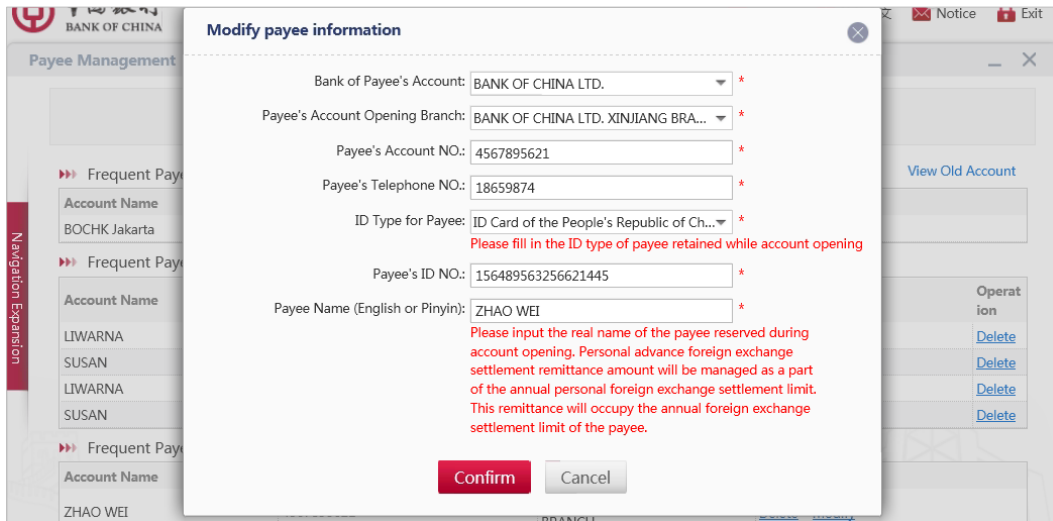 BANK OF CHINA
文
Notice
Exit
Payee Management
Modify payee information
Bank of Payee's Account: BANK OF CHINA LTD. *
Payee's Account Opening Branch: BANK OF CHINA LTD. XINJIANG BRA... *
Payee's Account NO.: 4567895621 *
Payee's Telephone NO.: 18659874 *
ID Type for Payee: ID Card of the People's Republic of Ch... *
Please fill in the ID type of payee retained while account opening
Payee's ID NO.: 156489563256621445 *
Payee Name (English or Pinyin): ZHAO WEI *
Please input the real name of the payee reserved during
account opening. Personal advance foreign exchange
settlement remittance amount will be managed as a part
of the annual personal foreign exchange settlement limit.
This remittance will occupy the annual foreign exchange
settlement limit of the payee.
Confirm
Cancel
View Old Account
Navigation Expansion
Frequent Paye
Account Name
BOCHK Jakarta
Frequent Paye
Account Name
Operat
ion
LIWARNA
Delete
SUSAN
Delete
LIWARNA
Delete
SUSAN
Delete
Frequent Paye
Account Name
ZHAO WEI
BRANCH
Delete Modify